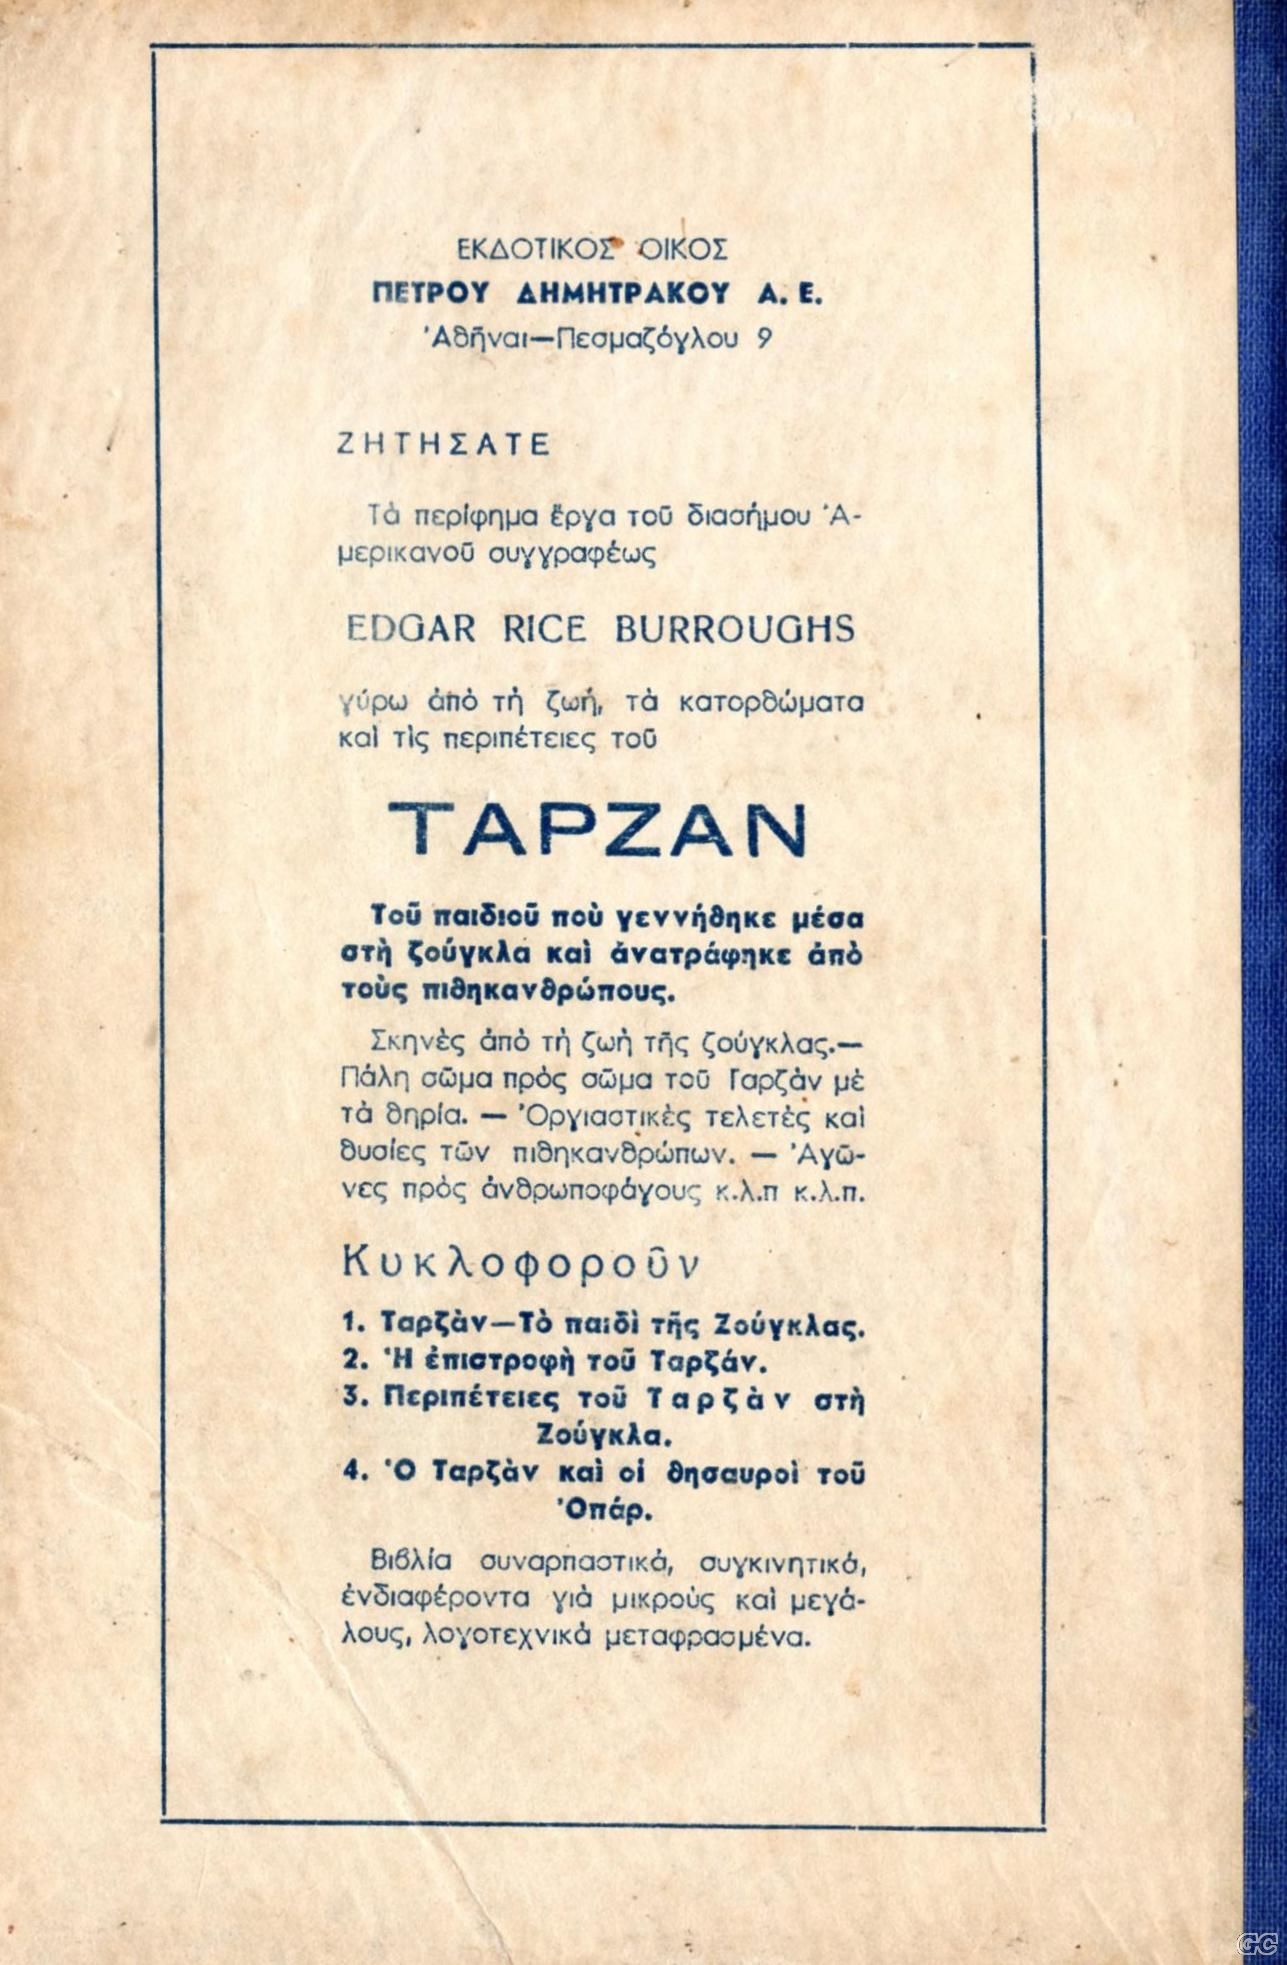 ΕΚΔΟΤΙΚΟΣ ΟΙΚΟΣ
ΠΕΤΡΟΥ ΔΗΜΗΤΡΑΚΟΥ Α. Ε.
Ἀθῆναι—Πεσμαζόγλου 9
ΖΗΤΗΣΑΤΕ
Τὰ περίφημα ἔργα τοῦ διασήμου Ἀ-
μερικανοῦ συγγραφέως
EDGAR RICE BURROUGHS
γύρω ἀπὸ τὴ ζωή, τὰ κατορθώματα
καὶ τὶς περιπέτειες τοῦ
ΤΑΡΖΑΝ
Τοῦ παιδιοῦ ποὺ γεννήθηκε μέσα
στὴ ζούγκλα καὶ ἀνατράφηκε ἀπὸ
τοὺς πιθηκανθρώπους.
Σκηνὲς ἀπὸ τὴ ζωὴ τῆς ζούγκλας.—
Πάλη σῶμα πρὸς σῶμα τοῦ Ταρζὰν μὲ
τὰ θηρία. — Ὀργιαστικὲς τελετὲς καὶ
θυσίες τῶν πιθηκανθρώπων. — Ἀγῶ-
νες πρὸς ἀνθρωποφάγους κ.λ.π κ.λ.π.
Κυκλοφοροῦν
1. Ταρζὰν—Τὸ παιδὶ τῆς Ζούγκλας.
2. Ἡ ἐπιστροφὴ τοῦ Ταρζάν.
3. Περιπέτειες τοῦ Ταρζὰν στὴ
Ζούγκλα.
4. Ὁ Ταρζὰν καὶ οἱ θησαυροὶ τοῦ
Ὀπάρ.
Βιβλία συναρπαστικά, συγκινητικά,
ἐνδιαφέροντα γιὰ μικροὺς καὶ μεγά-
λους, λογοτεχνικὰ μεταφρασμένα.
GC